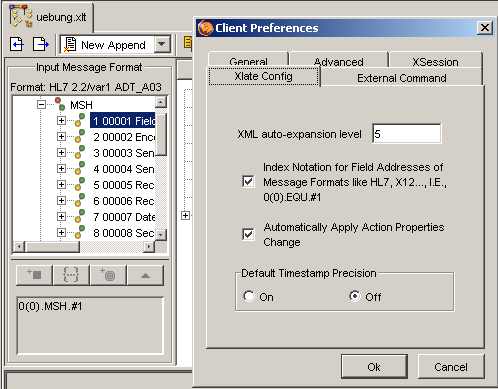 uebung.xlt
New Append
Input Message Format
Format: HL7 2.2/var1 ADT_A03
MSH
1 00001 Field
2 00002 Enco
3 00003 Sen
4 00004 Sen
5 00005 Rec
6 00006 Rec
7 00007 Date
8 00008 Sec
0(0).MSH.#1
Client Preferences
General
Advanced
XSession
Xlate Config
External Command
XML auto-expansion level
5
Index Notation for Field Addresses of
Message Formats like HL7, X12..., I.E.,
0(0).EQU.#1
Automatically Apply Action Properties
Change
Default Timestamp Precision
On
Off
Ok
Cancel